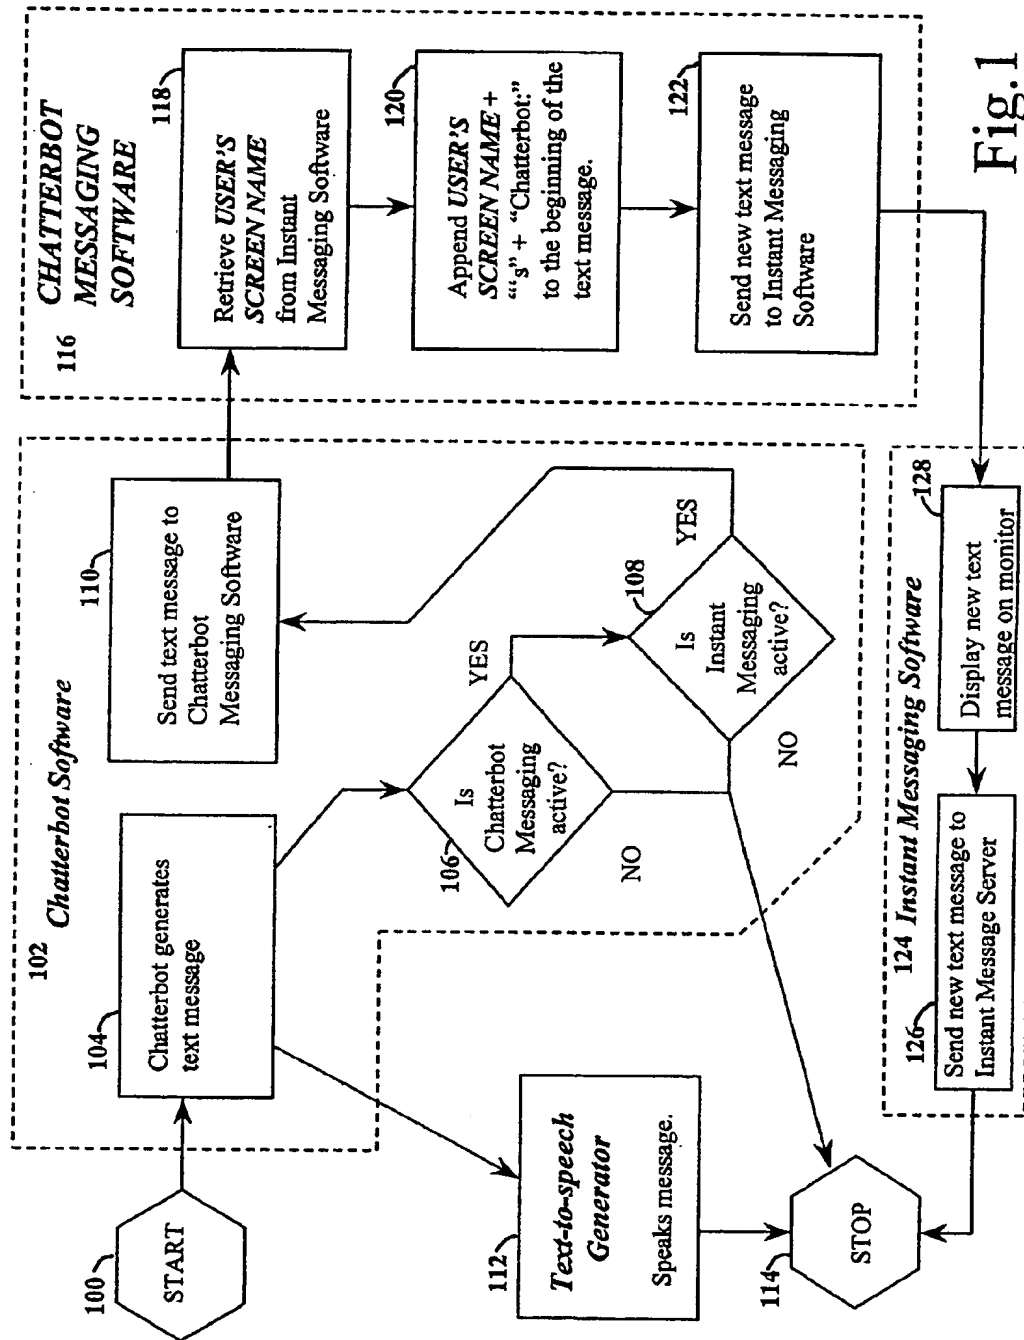 100
START
102
Chatterbot Software
104
Chatterbot generates
text message
106
Is
Chatterbot
Messaging
active?
YES
NO
108
Is
Instant
Messaging
active?
YES
NO
110
Send text message to
Chatterbot
Messaging Software
112
Text-to-speech
Generator
Speaks message.
114
STOP
116
CHATTERBOT
MESSAGING
SOFTWARE
118
Retrieve USER'S
SCREEN NAME
from Instant
Messaging Software
120
Append USER'S
SCREEN NAME +
"'s" + "Chatterbot:"
to the beginning of the
text message.
122
Send new text message
to Instant Messaging
Software
124 Instant Messaging Software
126
Send new text message to
Instant Message Server
128
Display new text
message on monitor
Fig.1